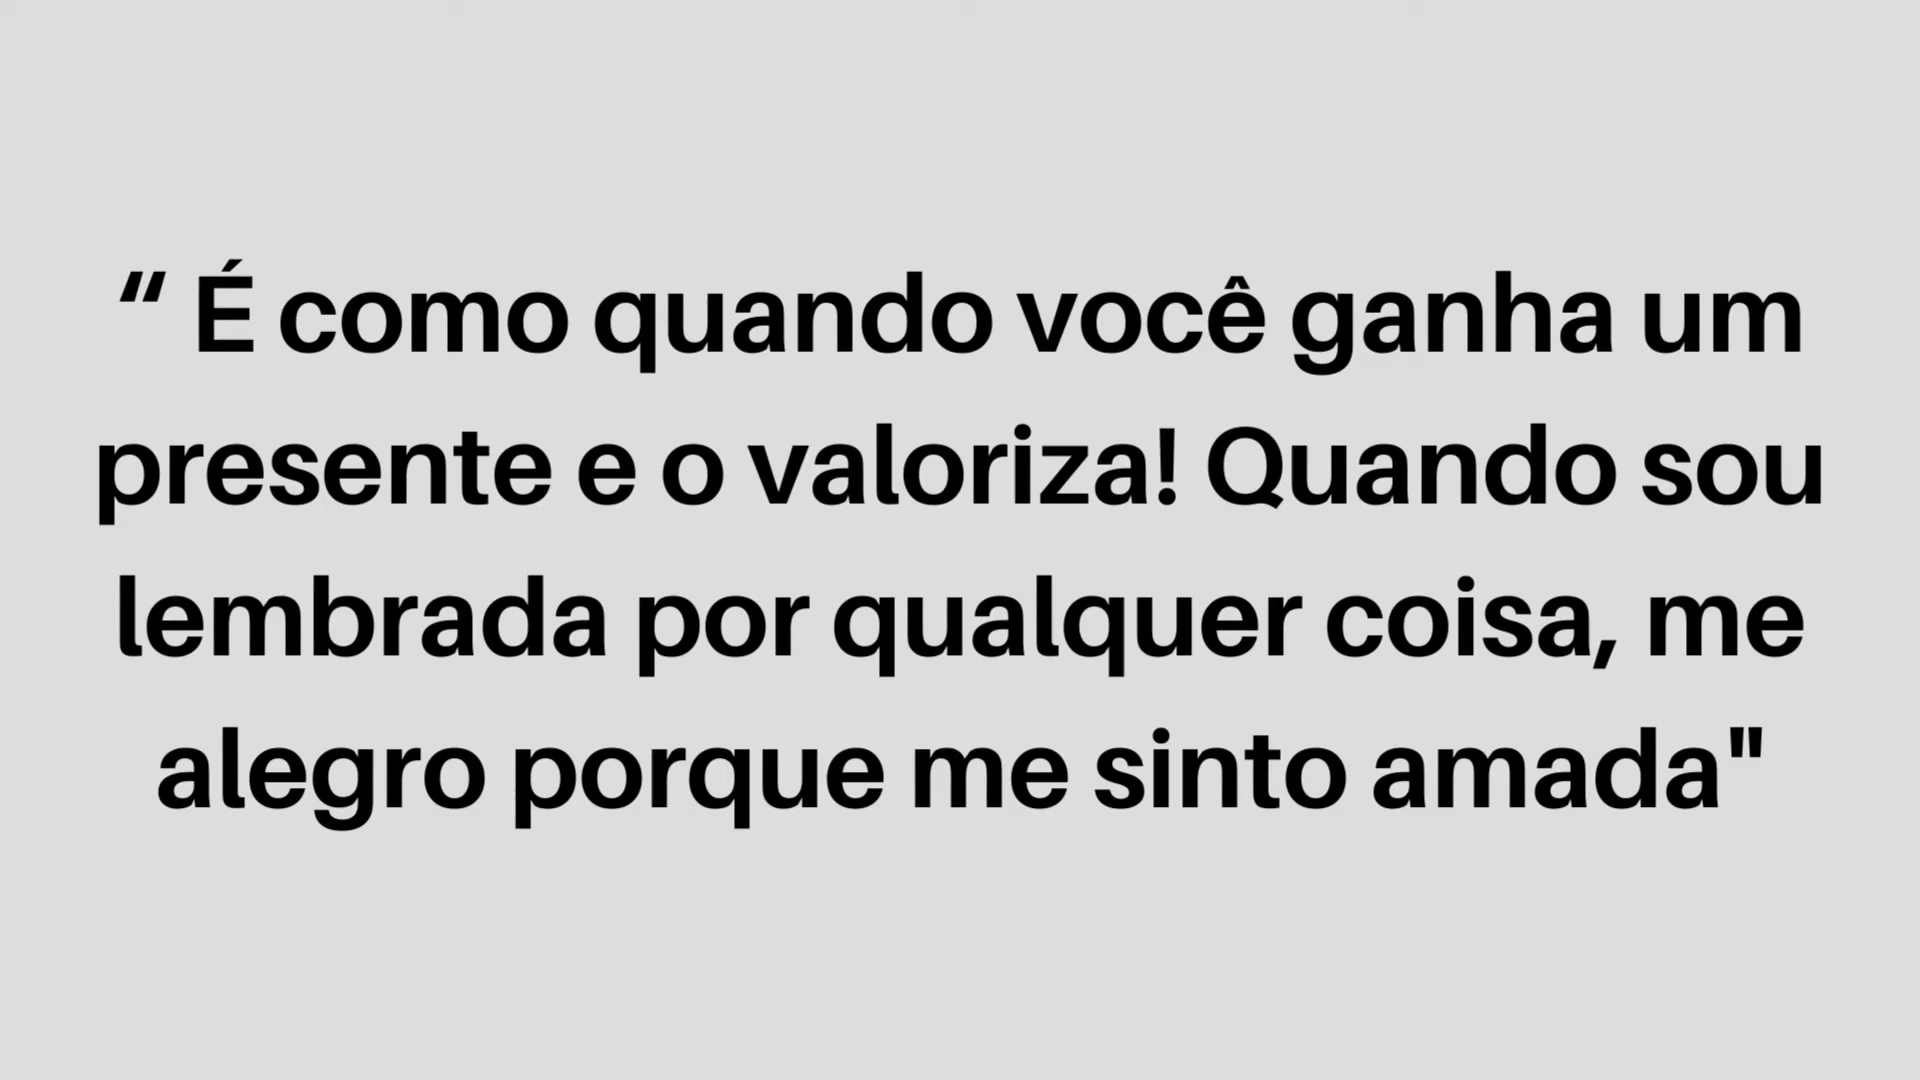 “ É como quando você ganha um
presente e o valoriza! Quando sou
lembrada por qualquer coisa, me
alegro porque me sinto amada"